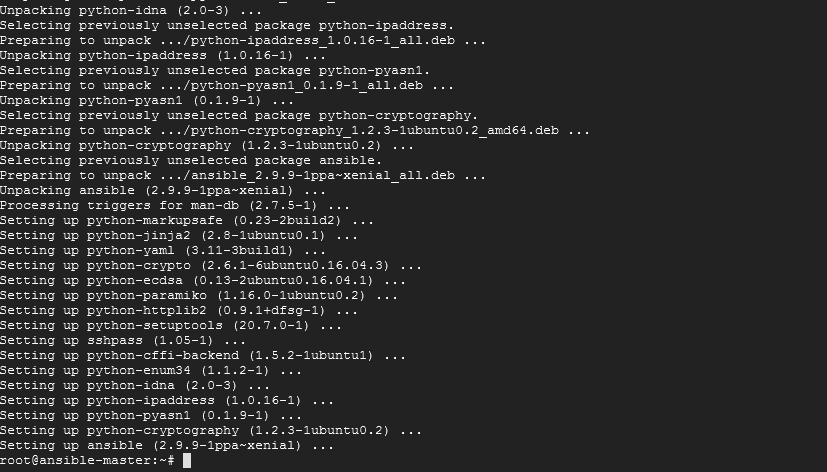 Unpacking python-idna (2.0-3) ...
Selecting previously unselected package python-ipaddress.
Preparing to unpack .../python-ipaddress_1.0.16-1_all.deb ...
Unpacking python-ipaddress (1.0.16-1) ...
Selecting previously unselected package python-pyasn1.
Preparing to unpack .../python-pyasn1_0.1.9-1_all.deb ...
Unpacking python-pyasn1 (0.1.9-1) ...
Selecting previously unselected package python-cryptography.
Preparing to unpack .../python-cryptography_1.2.3-1ubuntu0.2_amd64.deb ...
Unpacking python-cryptography (1.2.3-1ubuntu0.2) ...
Selecting previously unselected package ansible.
Preparing to unpack .../ansible_2.9.9-1ppa~xenial_all.deb ...
Unpacking ansible (2.9.9-1ppa~xenial) ...
Processing triggers for man-db (2.7.5-1) ...
Setting up python-markupsafe (0.23-2build2) ...
Setting up python-jinja2 (2.8-1ubuntu0.1) ...
Setting up python-yaml (3.11-3build1) ...
Setting up python-crypto (2.6.1-6ubuntu0.16.04.3) ...
Setting up python-ecdsa (0.13-2ubuntu0.16.04.1) ...
Setting up python-paramiko (1.16.0-1ubuntu0.2) ...
Setting up python-httplib2 (0.9.1+dfsg-1) ...
Setting up python-setuptools (20.7.0-1) ...
Setting up sshpass (1.05-1) ...
Setting up python-cffi-backend (1.5.2-1ubuntu1) ...
Setting up python-enum34 (1.1.2-1) ...
Setting up python-idna (2.0-3) ...
Setting up python-ipaddress (1.0.16-1) ...
Setting up python-pyasn1 (0.1.9-1) ...
Setting up python-cryptography (1.2.3-1ubuntu0.2) ...
Setting up ansible (2.9.9-1ppa~xenial) ...
root@ansible-master:~#